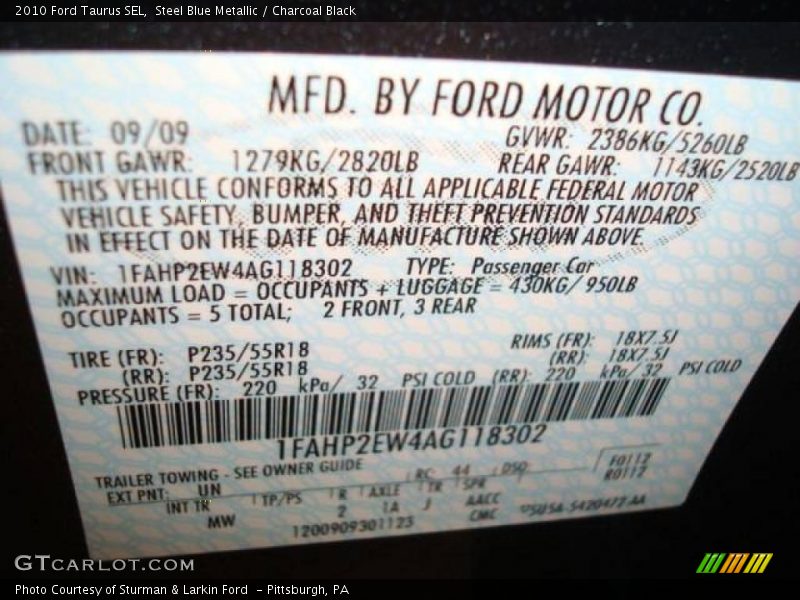 2010 Ford Taurus SEL,  Steel Blue Metallic / Charcoal Black
MFD. BY FORD MOTOR CO.
DATE: 09/09 GVWR: 2386KG/5260LB
FRONT GAWR: 1279KG/2820LB REAR GAWR: 1143KG/2520LB
THIS VEHICLE CONFORMS TO ALL APPLICABLE FEDERAL MOTOR
VEHICLE SAFETY, BUMPER, AND THEFT PREVENTION STANDARDS
IN EFFECT ON THE DATE OF MANUFACTURE SHOWN ABOVE.
VIN: 1FAHP2EW4AG118302 TYPE: Passenger Car
MAXIMUM LOAD = OCCUPANTS + LUGGAGE = 430KG/ 950LB
OCCUPANTS = 5 TOTAL; 2 FRONT, 3 REAR
TIRE (FR): P235/55R18 RIMS (FR): 18X7.5J
(RR): P235/55R18 (RR): 18X7.5J
PRESSURE (FR): 220 kPa/ 32 PSI COLD (RR): 220 kPa/ 32 PSI COLD
1FAHP2EW4AG118302
TRAILER TOWING - SEE OWNER GUIDE RC: 44 DSO: F0112
EXT PNT: UN R0112
INT TR TP/PS R AXLE TR SPR
MW 2 1A J AACC
1200909301123 CMC
GTCARLOT.COM
Photo Courtesy of Sturman & Larkin Ford  - Pittsburgh, PA